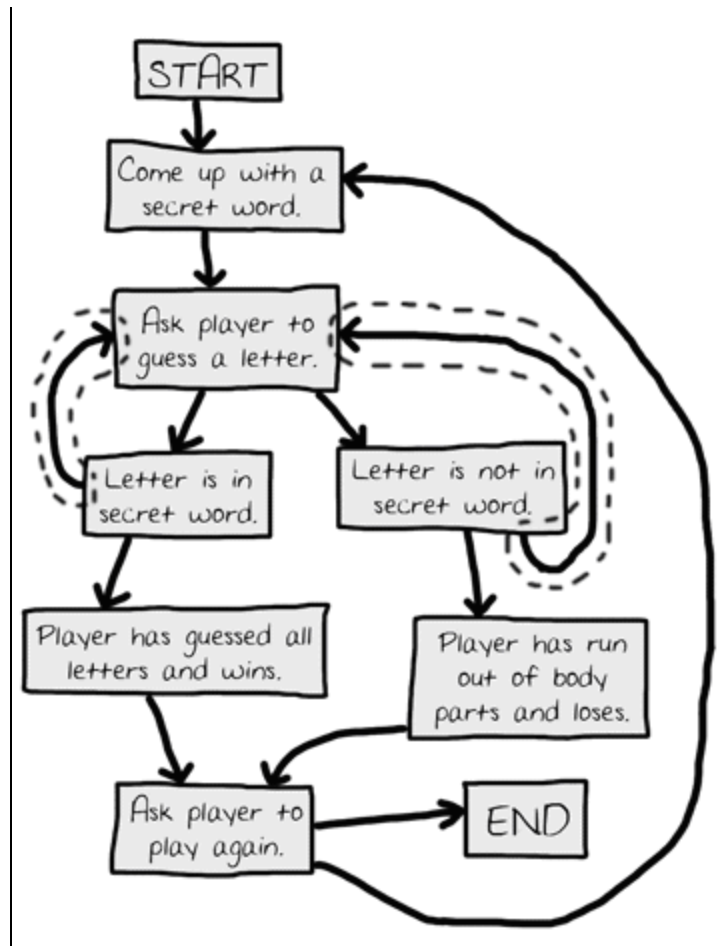 START
Come up with a
secret word.
Ask player to
guess a letter.
Letter is in
secret word.
Letter is not in
secret word.
Player has guessed all
letters and wins.
Player has run
out of body
parts and loses.
Ask player to
play again.
END